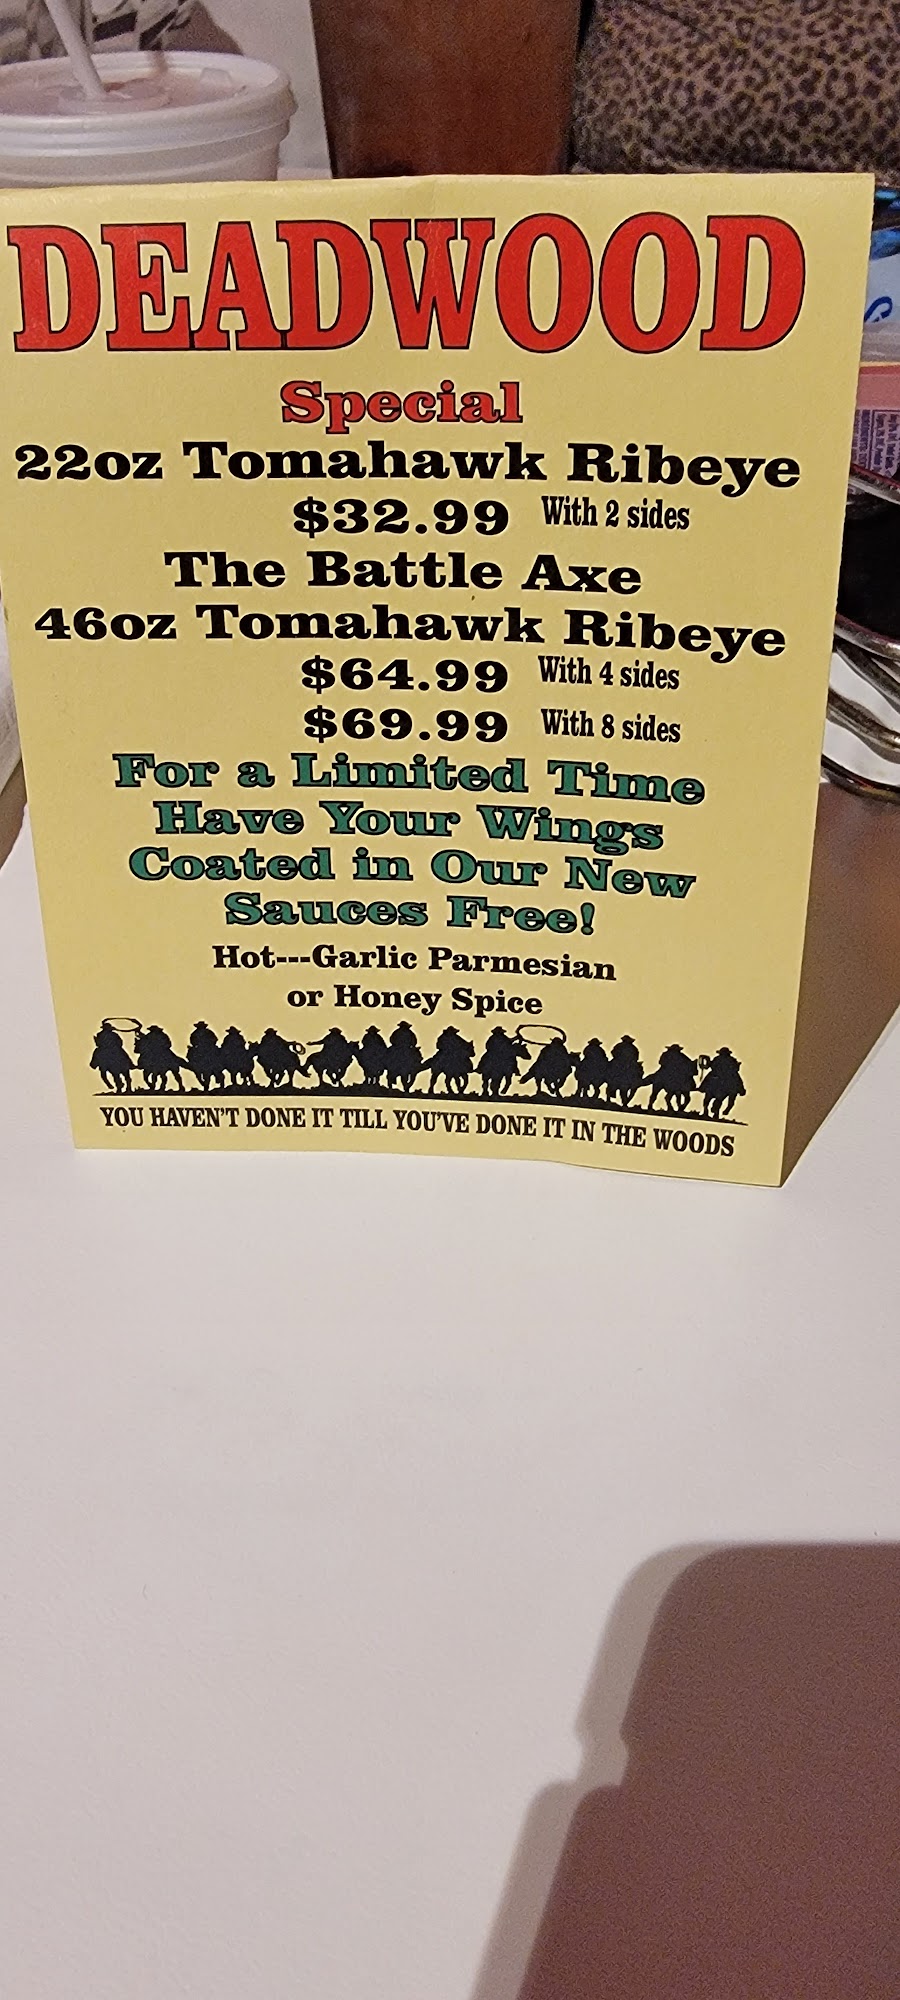 DEADWOOD
Special
22oz Tomahawk Ribeye
$32.99 With 2 sides
The Battle Axe
46oz Tomahawk Ribeye
$64.99 With 4 sides
$69.99 With 8 sides
For a Limited Time
Have Your Wings
Coated in Our New
Sauces Free!
Hot---Garlic Parmesian
or Honey Spice
YOU HAVEN'T DONE IT TILL YOU'VE DONE IT IN THE WOODS